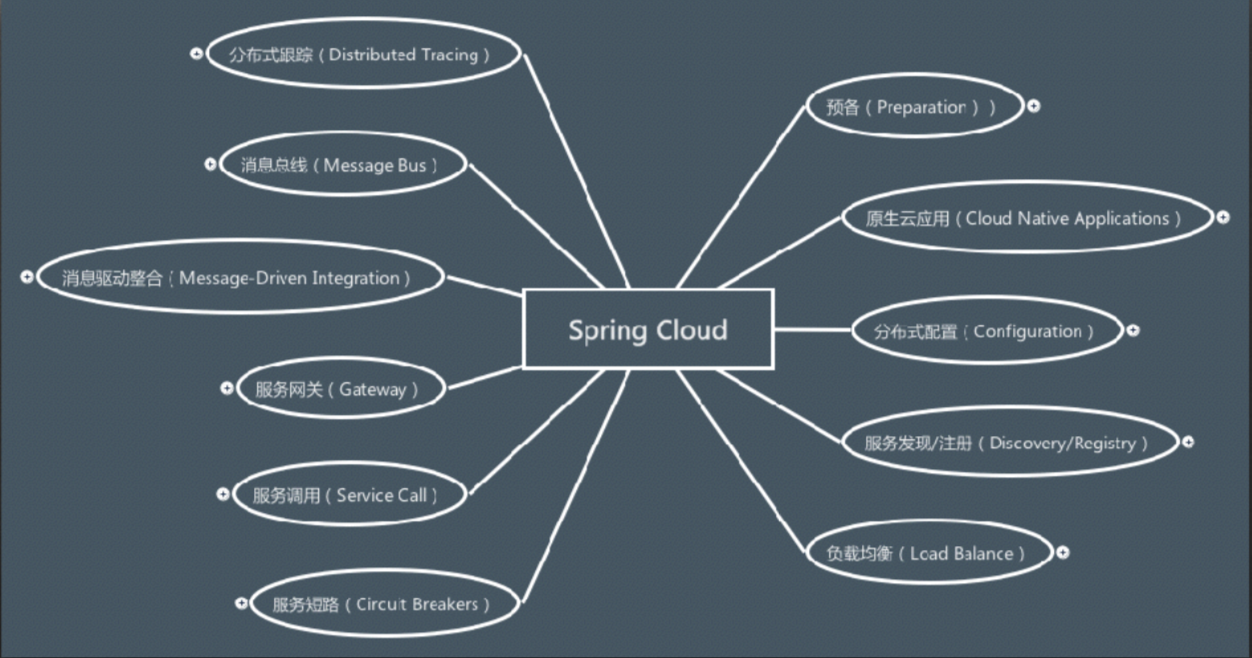 分布式跟踪（Distributed Tracing）
预备（Preparation））
消息总线（Message Bus）
原生云应用（Cloud Native Applications）
消息驱动整合（Message-Driven Integration）
Spring Cloud
分布式配置（Configuration）
服务网关（Gateway）
服务发现/注册（Discovery/Registry）
服务调用（Service Call）
负载均衡（Load Balance）
服务短路（Circuit Breakers）